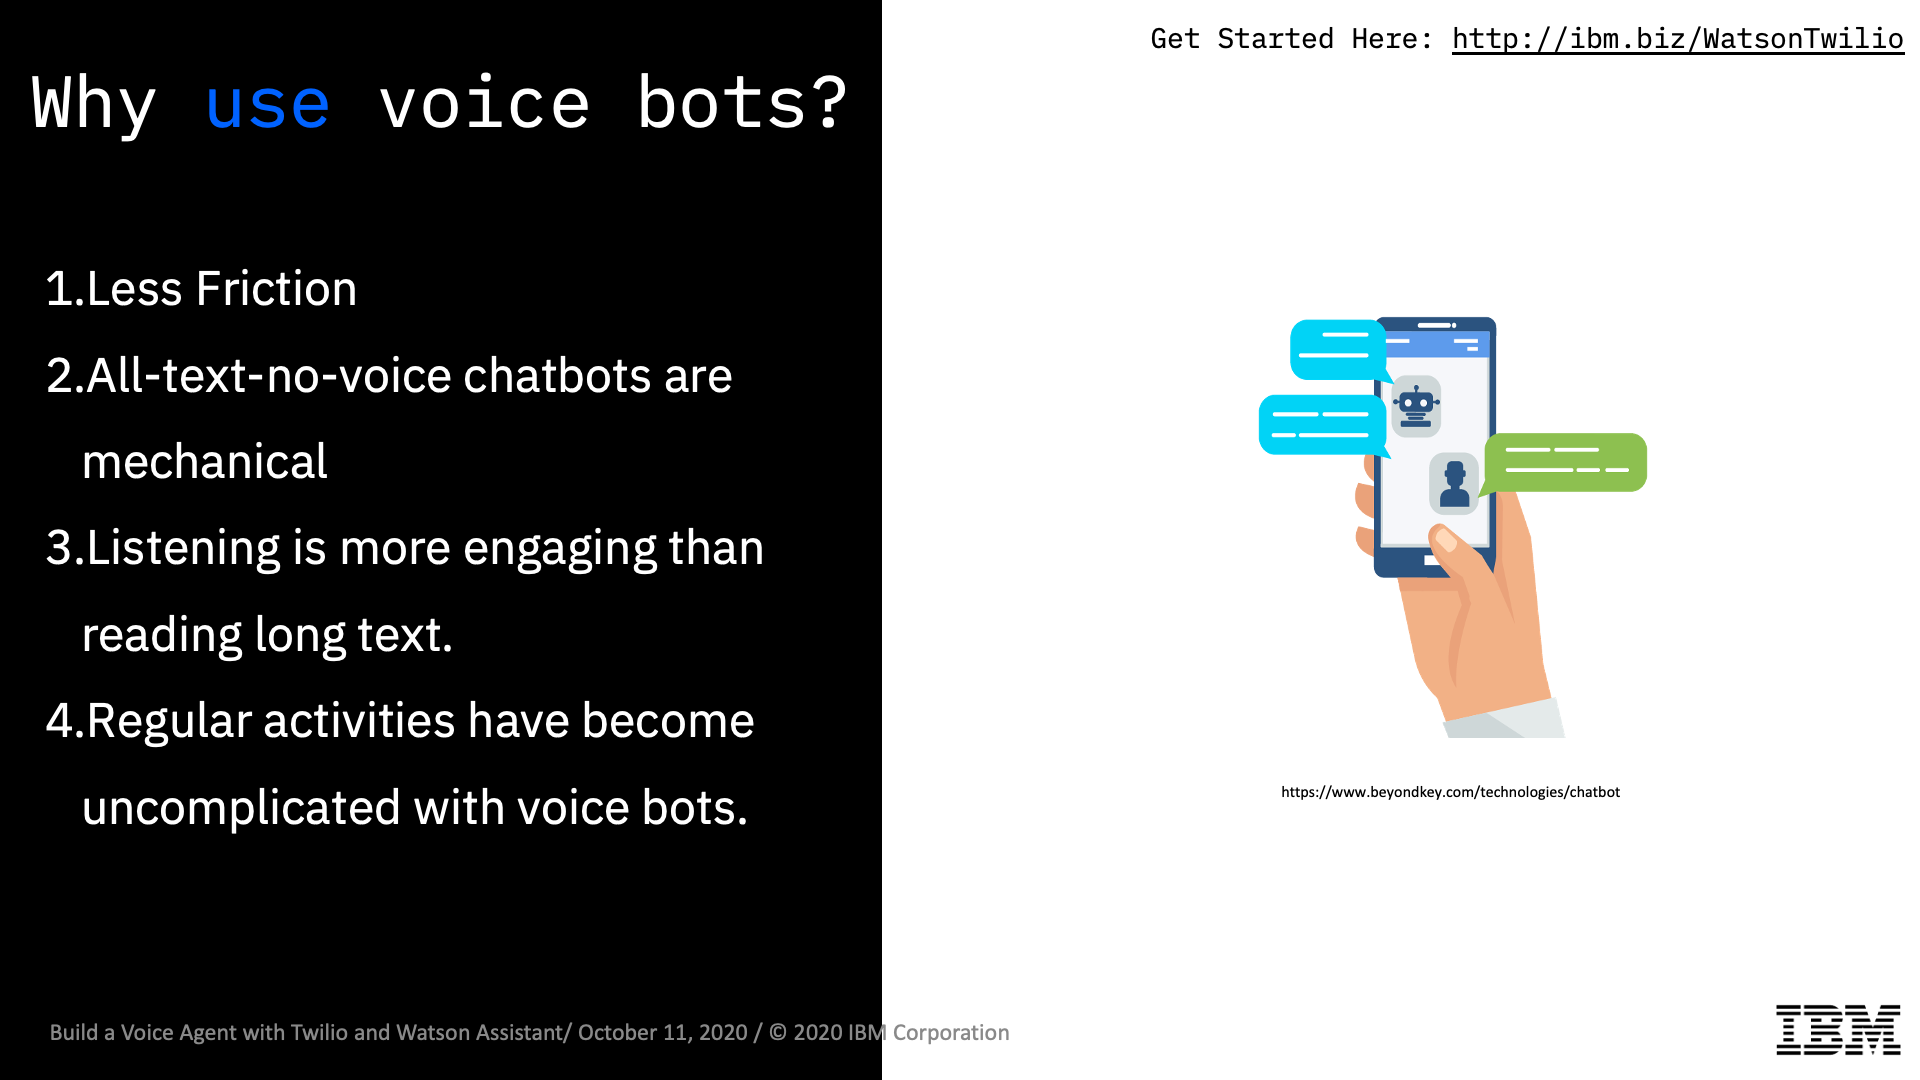 Get Started Here: http://ibm.biz/WatsonTwilio
Why use voice bots?
1.Less Friction
2.All-text-no-voice chatbots are
mechanical
3.Listening is more engaging than
reading long text.
4.Regular activities have become
uncomplicated with voice bots.
https://www.beyondkey.com/technologies/chatbot
Build a Voice Agent with Twilio and Watson Assistant/ October 11, 2020 / © 2020 IBM Corporation
IBM